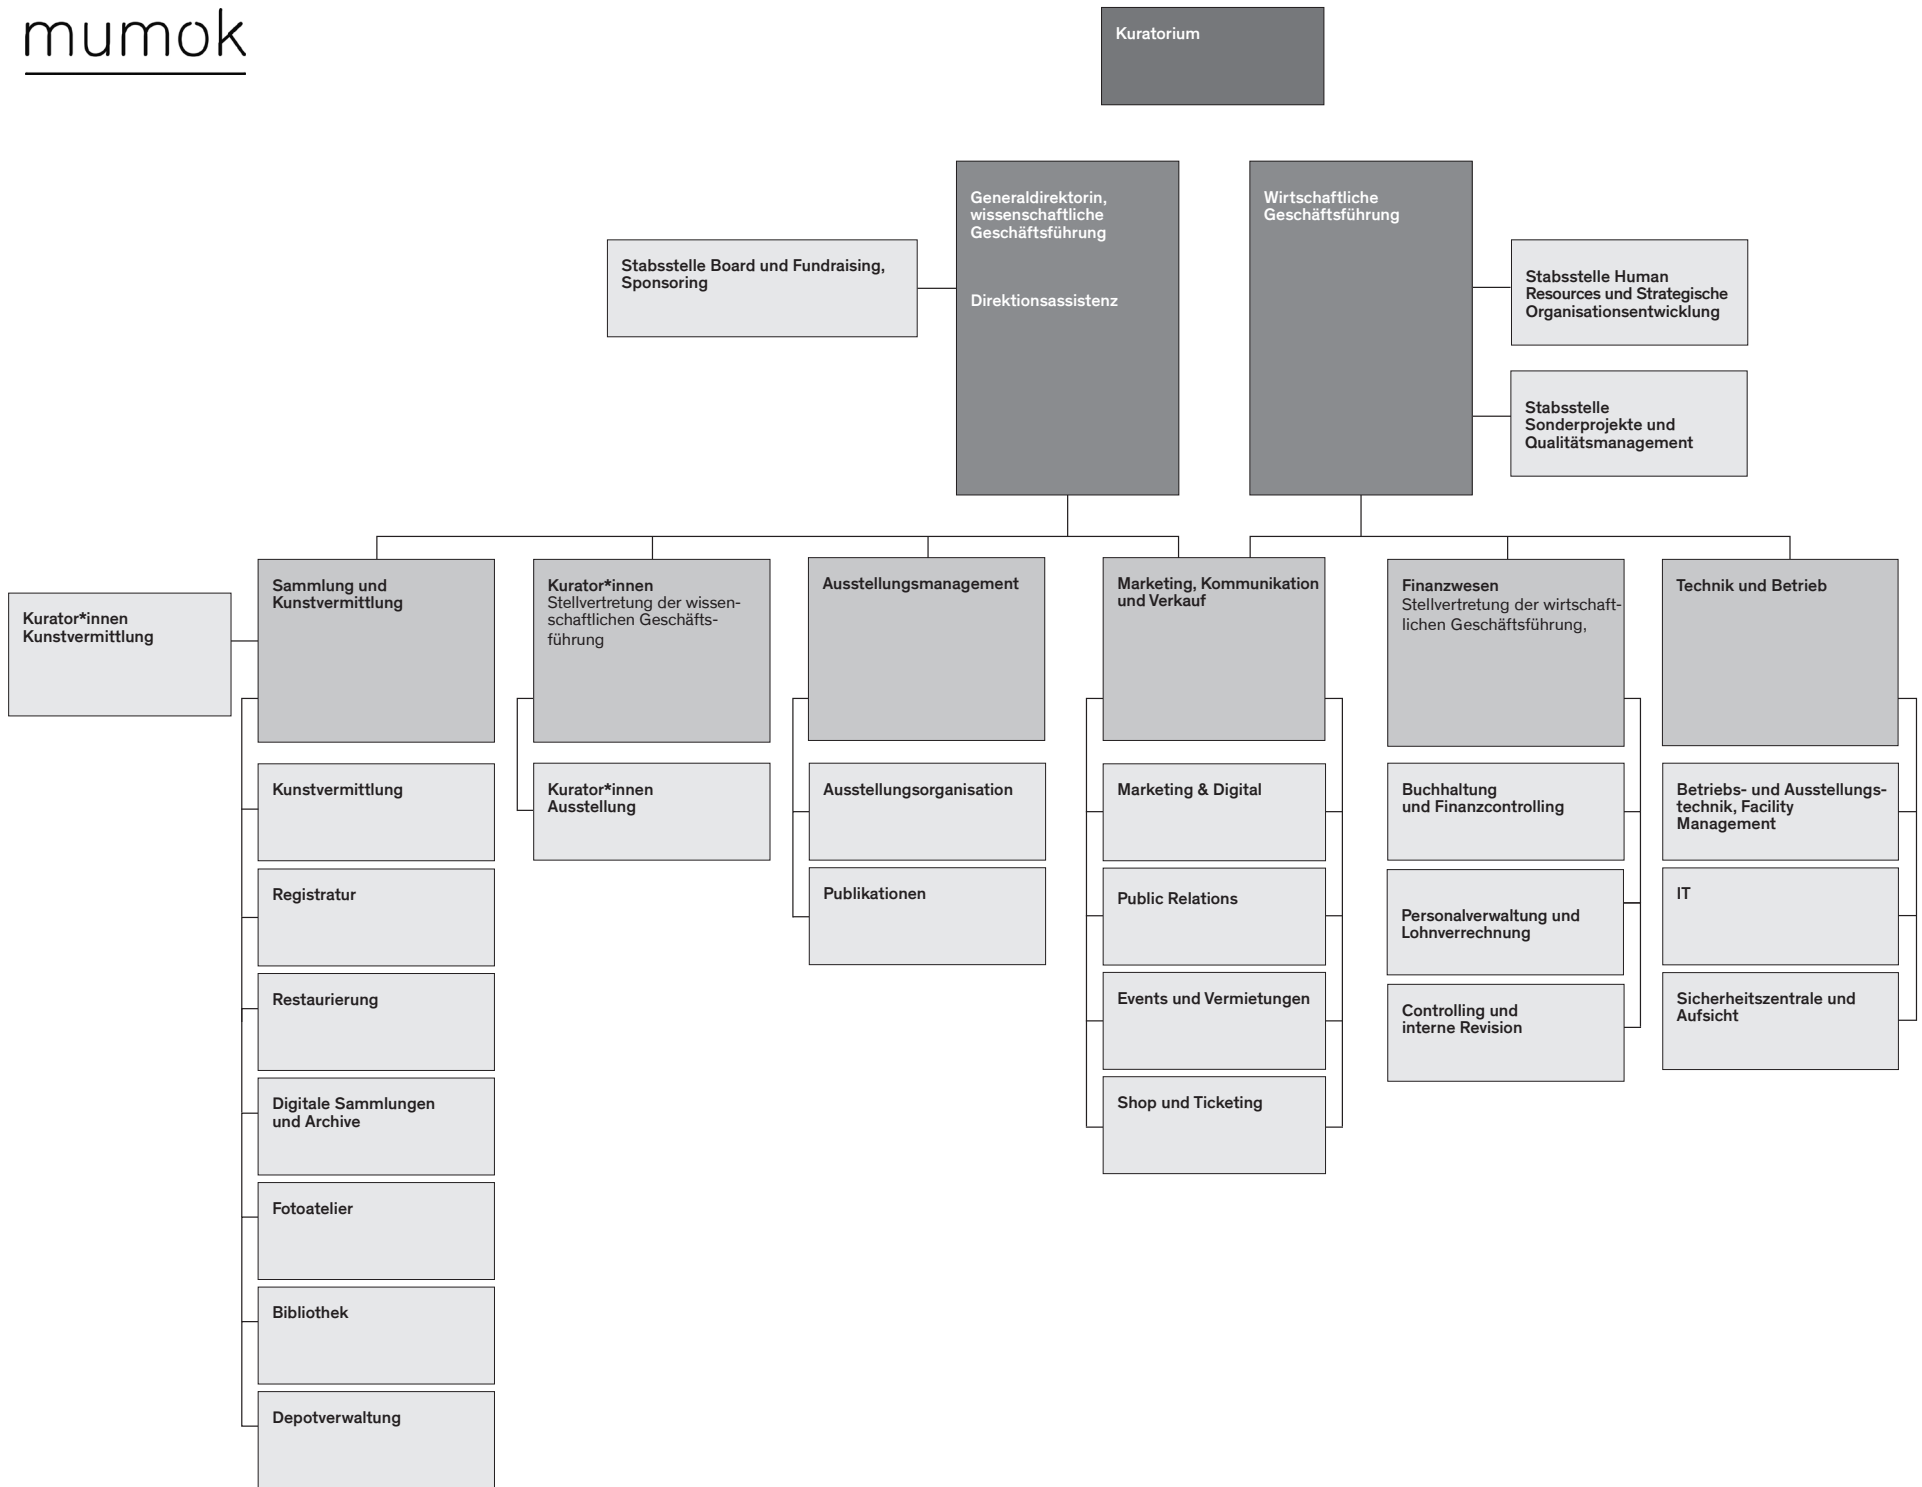 mumok
Kuratorium
Generaldirektorin,
wissenschaftliche
Geschäftsführung
Direktionsassistenz
Wirtschaftliche
Geschäftsführung
Stabsstelle Board und Fundraising,
Sponsoring
Stabsstelle Human
Resources und Strategische
Organisationsentwicklung
Stabsstelle
Sonderprojekte und
Qualitätsmanagement
Kurator*innen
Kunstvermittlung
Sammlung und
Kunstvermittlung
Kunstvermittlung
Registratur
Restaurierung
Digitale Sammlungen
und Archive
Fotoatelier
Bibliothek
Depotverwaltung
Kurator*innen
Stellvertretung der wissen-
schaftlichen Geschäfts-
führung
Kurator*innen
Ausstellung
Ausstellungsmanagement
Ausstellungsorganisation
Publikationen
Marketing, Kommunikation
und Verkauf
Marketing & Digital
Public Relations
Events und Vermietungen
Shop und Ticketing
Finanzwesen
Stellvertretung der wirtschaft-
lichen Geschäftsführung,
Buchhaltung
und Finanzcontrolling
Personalverwaltung und
Lohnverrechnung
Controlling und
interne Revision
Technik und Betrieb
Betriebs- und Ausstellungs-
technik, Facility
Management
IT
Sicherheitszentrale und
Aufsicht